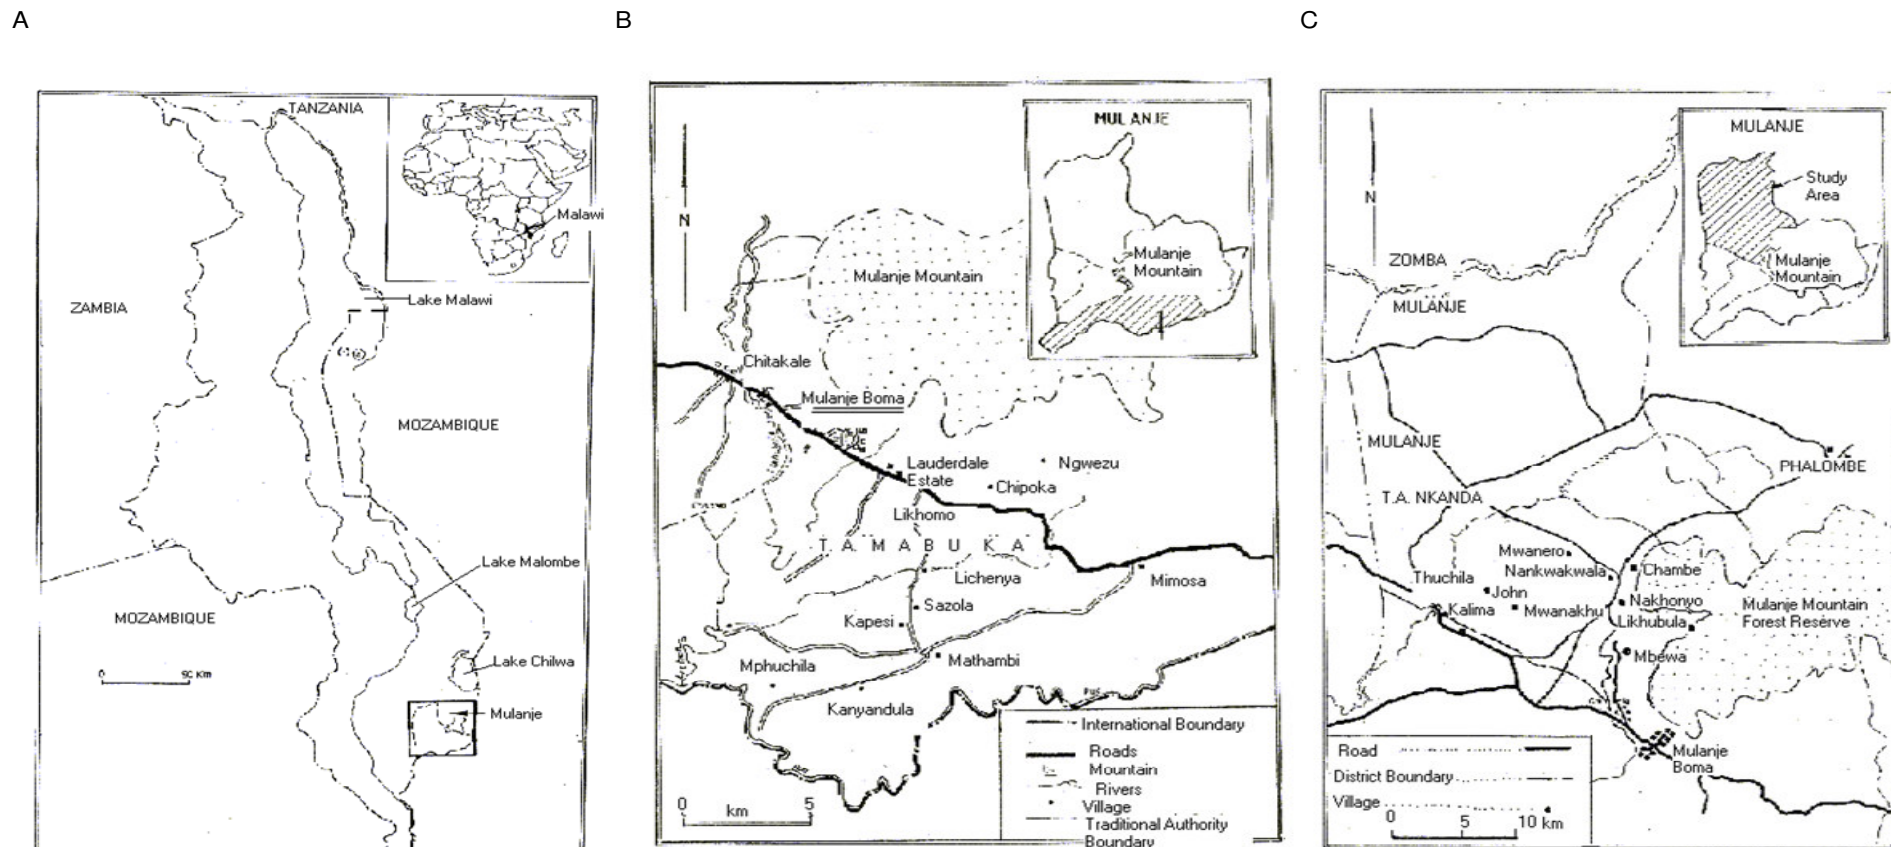 A
TANZANIA
Malawi
Lake Malawi
ZAMBIA
MOZAMBIQUE
Lake Malombe
MOZAMBIQUE
Lake Chilwa
0 90 Km
Mulanje
B
MULANJE
N
Mulanje
Mountain
Mulanje Mountain
Chitakale
Mulanje Boma
Lauderdale
Estate
Ngwezu
Chipoka
Likhomo
T A M A B U K A
Lichenya
Mimosa
Sazola
Kapesi
Mathambi
Mphuchila
Kanyandula
International Boundary
Roads
Mountain
Rivers
Village
Traditional Authority
Boundary
0 km 5
C
MULANJE
Study
Area
N
ZOMBA
Mulanje
Mountain
MULANJE
MULANJE
PHALOMBE
T.A. NKANDA
Mwanero
Nankwakwala
Chambe
Thuchila
John
Kalima
Mwanakhu
Nakhonyo
Likhubula
Mulanje Mountain
Forest Reserve
Mbewa
Mulanje
Boma
Road
District Boundary
Village
0 5 10 km